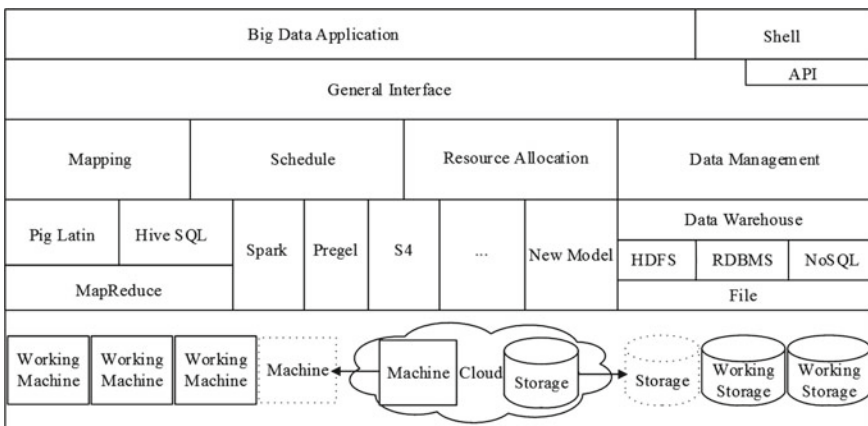 Big Data Application
Shell
API
General Interface
Mapping
Schedule
Resource Allocation
Data Management
Pig Latin
Hive SQL
Spark
Pregel
S4
...
New Model
Data Warehouse
HDFS
RDBMS
NoSQL
MapReduce
File
Working
Machine
Working
Machine
Working
Machine
Machine
Machine
Cloud
Storage
Storage
Working
Storage
Working
Storage